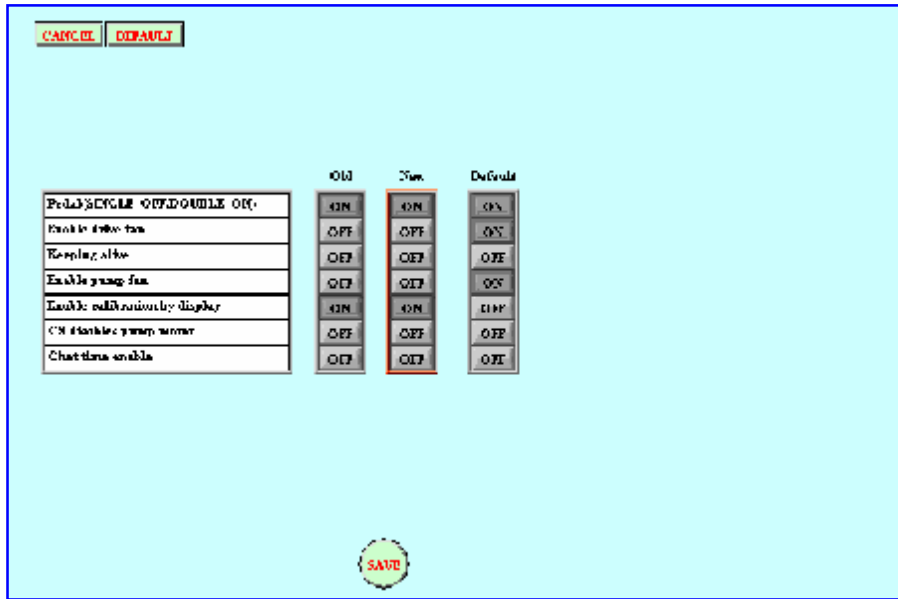 CANCEL DEFAULT
Old New Default
Pedal(SINGLE OFF,DOUBLE ON) ON ON ON
Enable drive fan OFF OFF ON
Keeping alive OFF OFF OFF
Enable pump fan OFF OFF ON
Enable calibration by display ON ON OFF
disables pump motor OFF OFF OFF
time enable OFF OFF OFF
SAVE